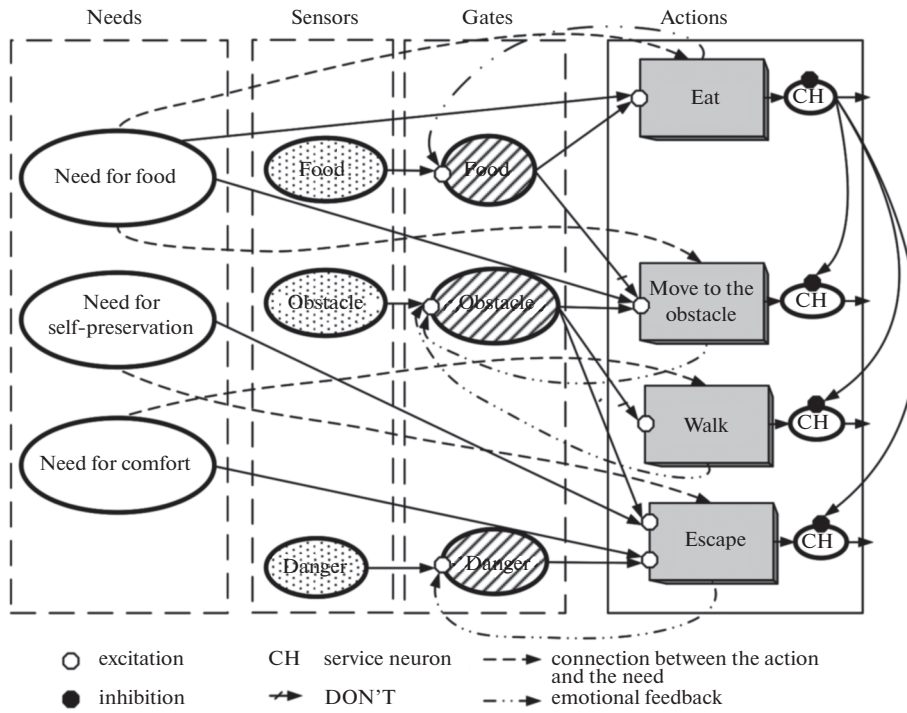 Needs
Sensors
Gates
Actions
Need for food
Food
Food
Eat
CH
Need for
self-preservation
Obstacle
Obstacle
Move to the
obstacle
CH
Walk
CH
Need for comfort
Danger
Danger
Escape
CH
excitation
CH
service neuron
connection between the action
and the need
inhibition
DON'T
emotional feedback